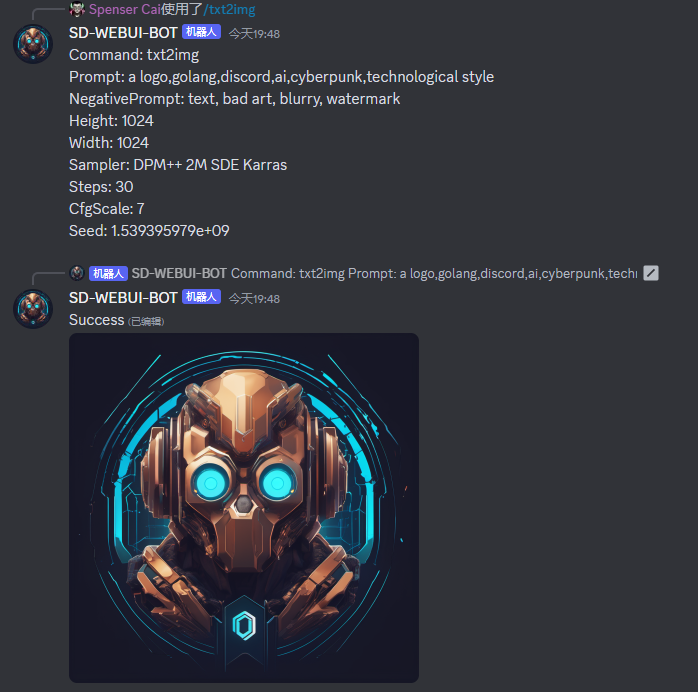 Spenser Cai使用了/txt2img
SD-WEBUI-BOT 机器人 今天19:48
Command: txt2img
Prompt: a logo,golang,discord,ai,cyberpunk,technological style
NegativePrompt: text, bad art, blurry, watermark
Height: 1024
Width: 1024
Sampler: DPM++ 2M SDE Karras
Steps: 30
CfgScale: 7
Seed: 1.539395979e+09
机器人 SD-WEBUI-BOT Command: txt2img Prompt: a logo,golang,discord,ai,cyberpunk,techn
SD-WEBUI-BOT 机器人 今天19:48
Success (已编辑)